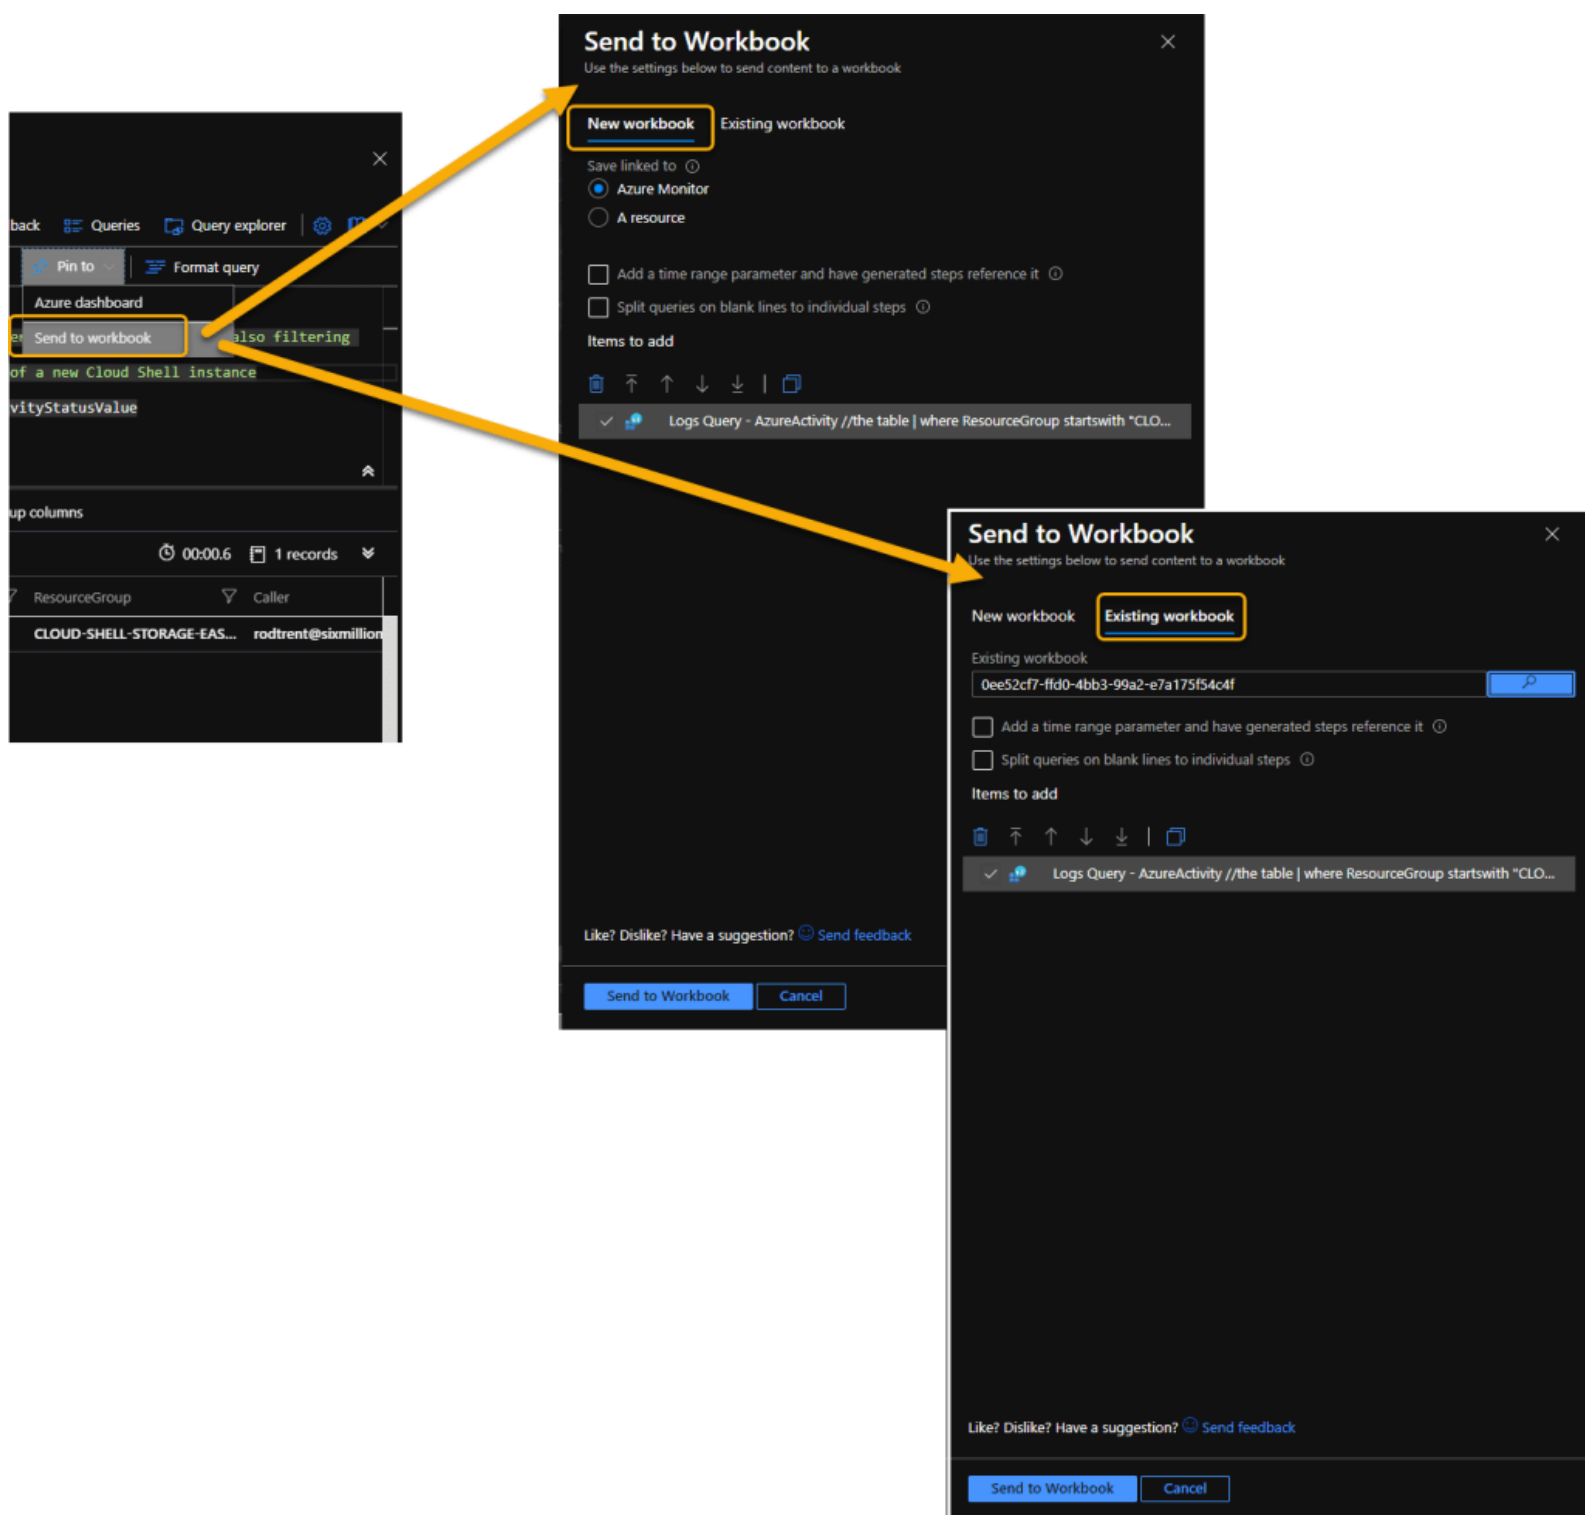 back Queries Query explorer
Pin to Format query
Azure dashboard
Send to workbook
also filtering
of a new Cloud Shell instance
vityStatusValue
up columns
00:00.6 1 records
ResourceGroup Caller
CLOUD-SHELL-STORAGE-EAS... rodtrent@sixmillion
Send to Workbook
Use the settings below to send content to a workbook
New workbook Existing workbook
Save linked to
Azure Monitor
A resource
Add a time range parameter and have generated steps reference it
Split queries on blank lines to individual steps
Items to add
Logs Query - AzureActivity //the table | where ResourceGroup startswith "CLO...
Like? Dislike? Have a suggestion? Send feedback
Send to Workbook Cancel
Send to Workbook
Use the settings below to send content to a workbook
New workbook Existing workbook
Existing workbook
0ee52cf7-ffd0-4bb3-99a2-e7a175f54c4f
Add a time range parameter and have generated steps reference it
Split queries on blank lines to individual steps
Items to add
Logs Query - AzureActivity //the table | where ResourceGroup startswith "CLO...
Like? Dislike? Have a suggestion? Send feedback
Send to Workbook Cancel